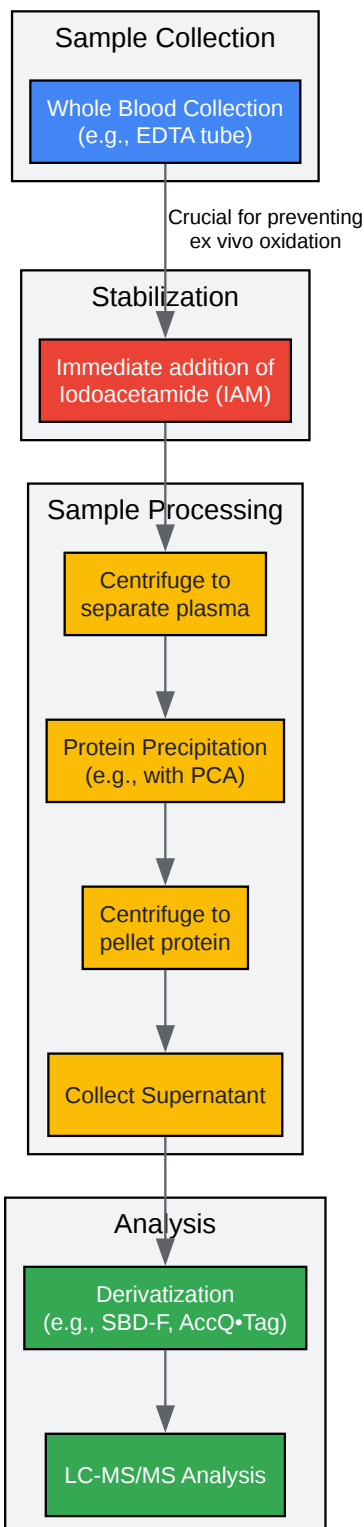 Sample Collection
Whole Blood Collection
(e.g., EDTA tube)
Crucial for preventing
ex vivo oxidation
Stabilization
Immediate addition of
Iodoacetamide (IAM)
Sample Processing
Centrifuge to
separate plasma
Protein Precipitation
(e.g., with PCA)
Centrifuge to
pellet protein
Collect Supernatant
Analysis
Derivatization
(e.g., SBD-F, AccQ•Tag)
LC-MS/MS Analysis